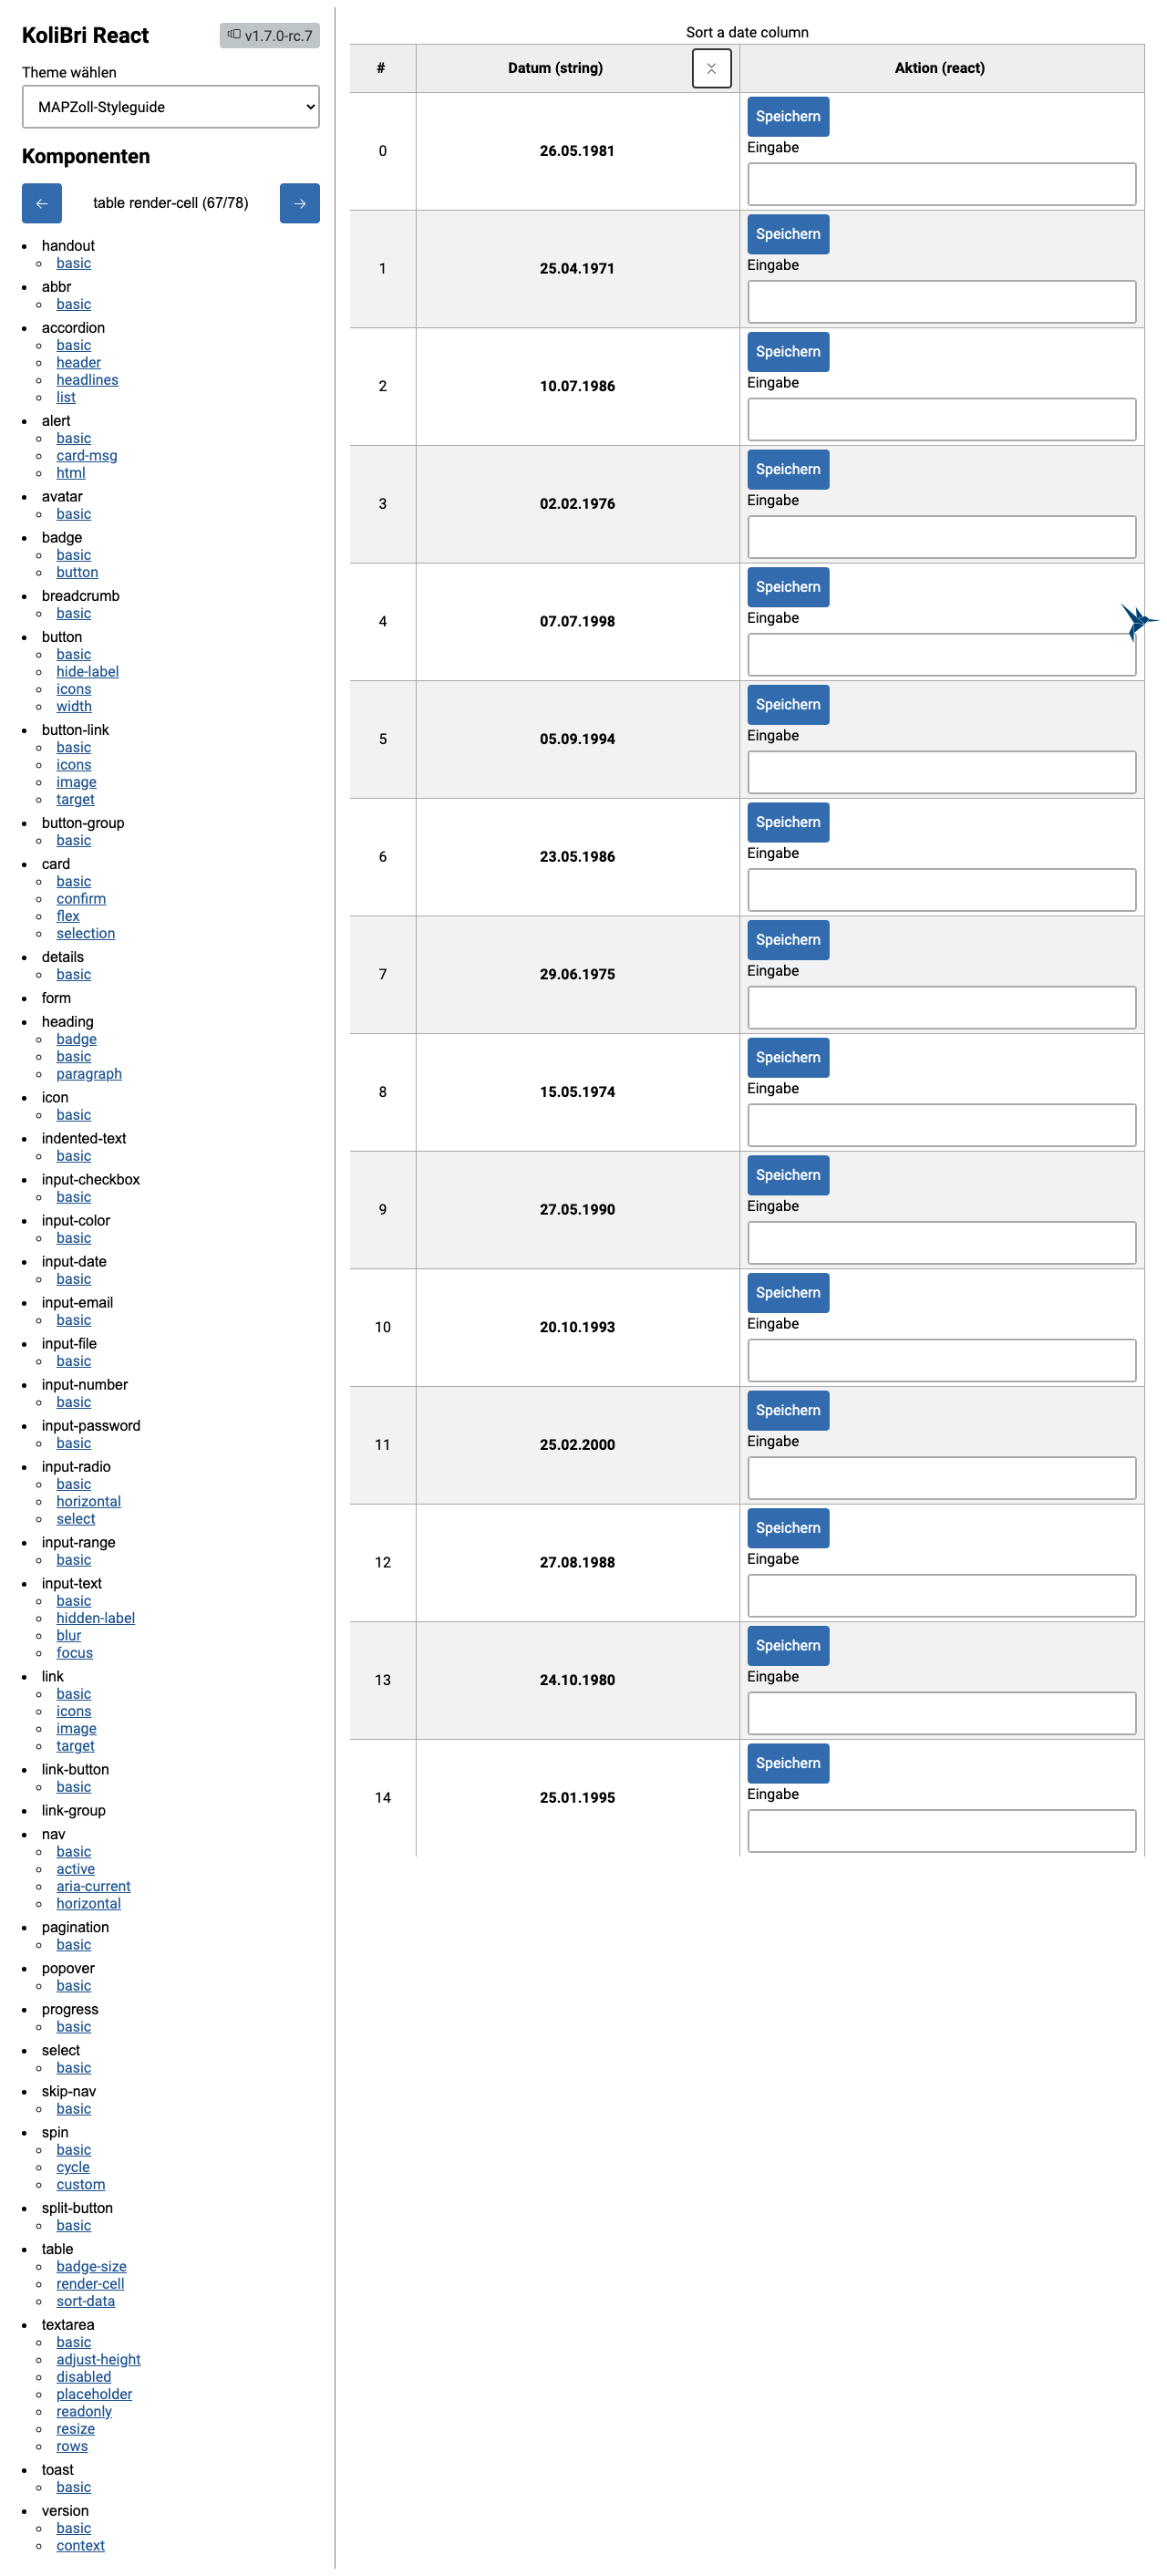 KoliBri React
v1.7.0-rc.7
Theme wählen
MAPZoll-Styleguide
Komponenten
table render-cell (67/78)
handout
basic
abbr
basic
accordion
basic
header
headlines
list
alert
basic
card-msg
html
avatar
basic
badge
basic
button
breadcrumb
basic
button
basic
hide-label
icons
width
button-link
basic
icons
image
target
button-group
basic
card
basic
confirm
flex
selection
details
basic
form
heading
badge
basic
paragraph
icon
basic
indented-text
basic
input-checkbox
basic
input-color
basic
input-date
basic
input-email
basic
input-file
basic
input-number
basic
input-password
basic
input-radio
basic
horizontal
select
input-range
basic
input-text
basic
hidden-label
blur
focus
link
basic
icons
image
target
link-button
basic
link-group
nav
basic
active
aria-current
horizontal
pagination
basic
popover
basic
progress
basic
select
basic
skip-nav
basic
spin
basic
cycle
custom
split-button
basic
table
badge-size
render-cell
sort-data
textarea
basic
adjust-height
disabled
placeholder
readonly
resize
rows
toast
basic
version
basic
context
Sort a date column
# Datum (string) Aktion (react)
Speichern
0 26.05.1981 Eingabe
Speichern
1 25.04.1971 Eingabe
Speichern
2 10.07.1986 Eingabe
Speichern
3 02.02.1976 Eingabe
Speichern
4 07.07.1998 Eingabe
Speichern
5 05.09.1994 Eingabe
Speichern
6 23.05.1986 Eingabe
Speichern
7 29.06.1975 Eingabe
Speichern
8 15.05.1974 Eingabe
Speichern
9 27.05.1990 Eingabe
Speichern
10 20.10.1993 Eingabe
Speichern
11 25.02.2000 Eingabe
Speichern
12 27.08.1988 Eingabe
Speichern
13 24.10.1980 Eingabe
Speichern
14 25.01.1995 Eingabe